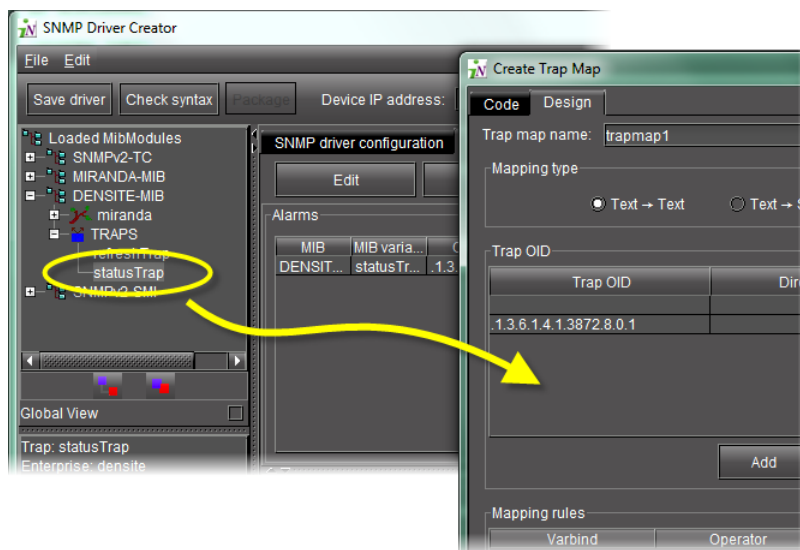 SNMP Driver Creator
File Edit
Save driver Check syntax Package Device IP address:
Loaded MibModules
SNMPv2-TC
MIRANDA-MIB
DENSITE-MIB
miranda
TRAPS
refreshTrap
statusTrap
SNMPv2-SMI
Global View
Trap: statusTrap
Enterprise: densite
SNMP driver configuration
Edit
Alarms
MIB MIB varia...
DENSIT... statusTr... .1.3.
Create Trap Map
Code Design
Trap map name: trapmap1
Mapping type
Text → Text Text →
Trap OID
Trap OID Dir
.1.3.6.1.4.1.3872.8.0.1
Add
Mapping rules
Varbind Operator